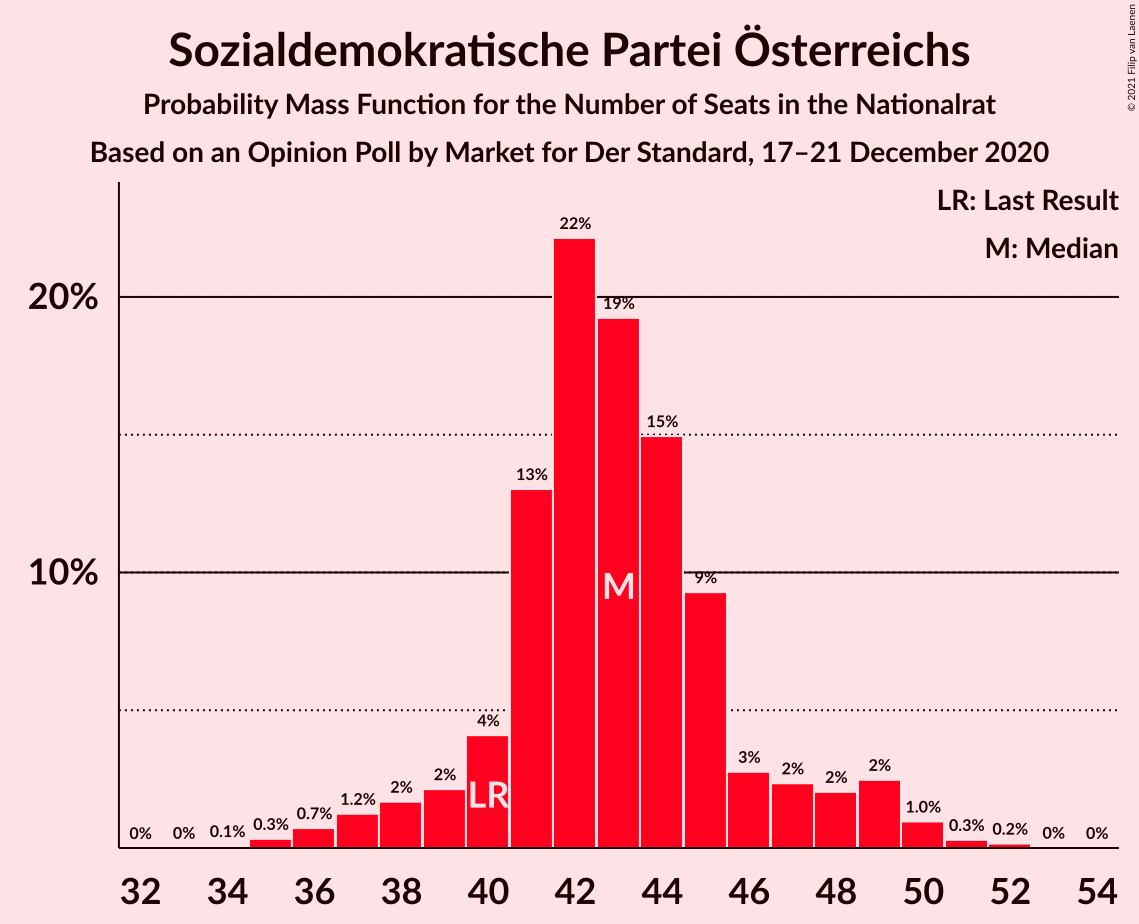 Sozialdemokratische Partei Österreichs
Probability Mass Function for the Number of Seats in the Nationalrat
Based on an Opinion Poll by Market for Der Standard, 17–21 December 2020
© 2021 Filip van Laenen
LR: Last Result
M: Median
20%
10%
0%
0%
0.1%
0.3%
0.7%
1.2%
2%
2%
4%
13%
22%
19%
15%
9%
3%
2%
2%
2%
1.0%
0.3%
0.2%
0%
0%
LR
M
32 34 36 38 40 42 44 46 48 50 52 54